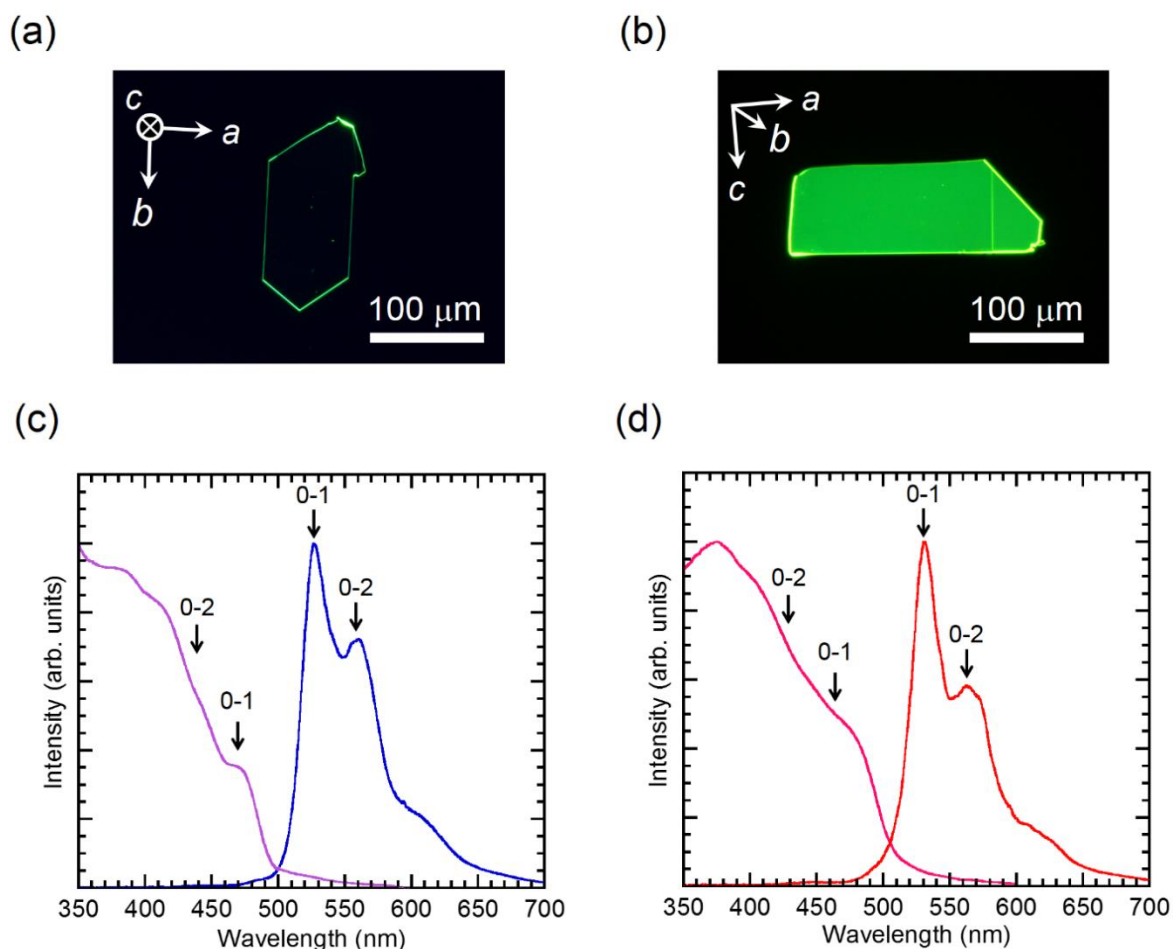 (a)
c
a
b
100 μm
(b)
a
b
c
100 μm
(c)
Intensity (arb. units)
0-2
0-1
0-1
0-2
350 400 450 500 550 600 650 700
Wavelength (nm)
(d)
Intensity (arb. units)
0-2
0-1
0-1
0-2
350 400 450 500 550 600 650 700
Wavelength (nm)